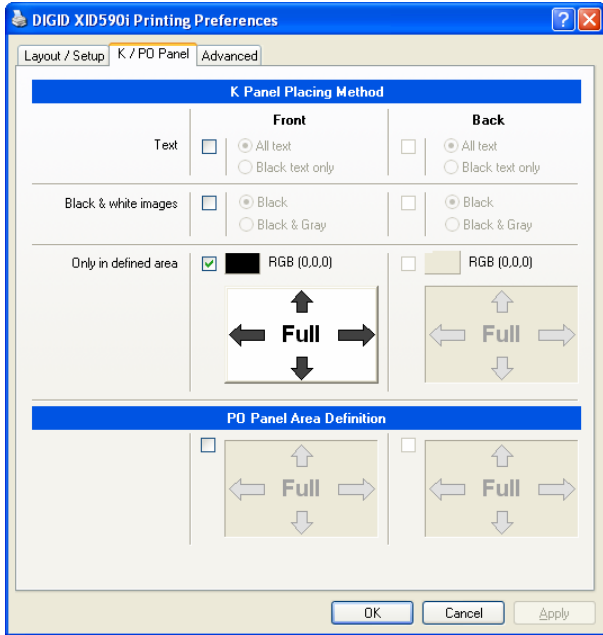 DIGID XID590i Printing Preferences
Layout / Setup K / PO Panel Advanced
K Panel Placing Method
Front Back
Text All text All text
Black text only Black text only
Black & white images Black Black
Black & Gray Black & Gray
Only in defined area RGB (0,0,0) RGB (0,0,0)
Full Full
PO Panel Area Definition
Full Full
OK Cancel Apply